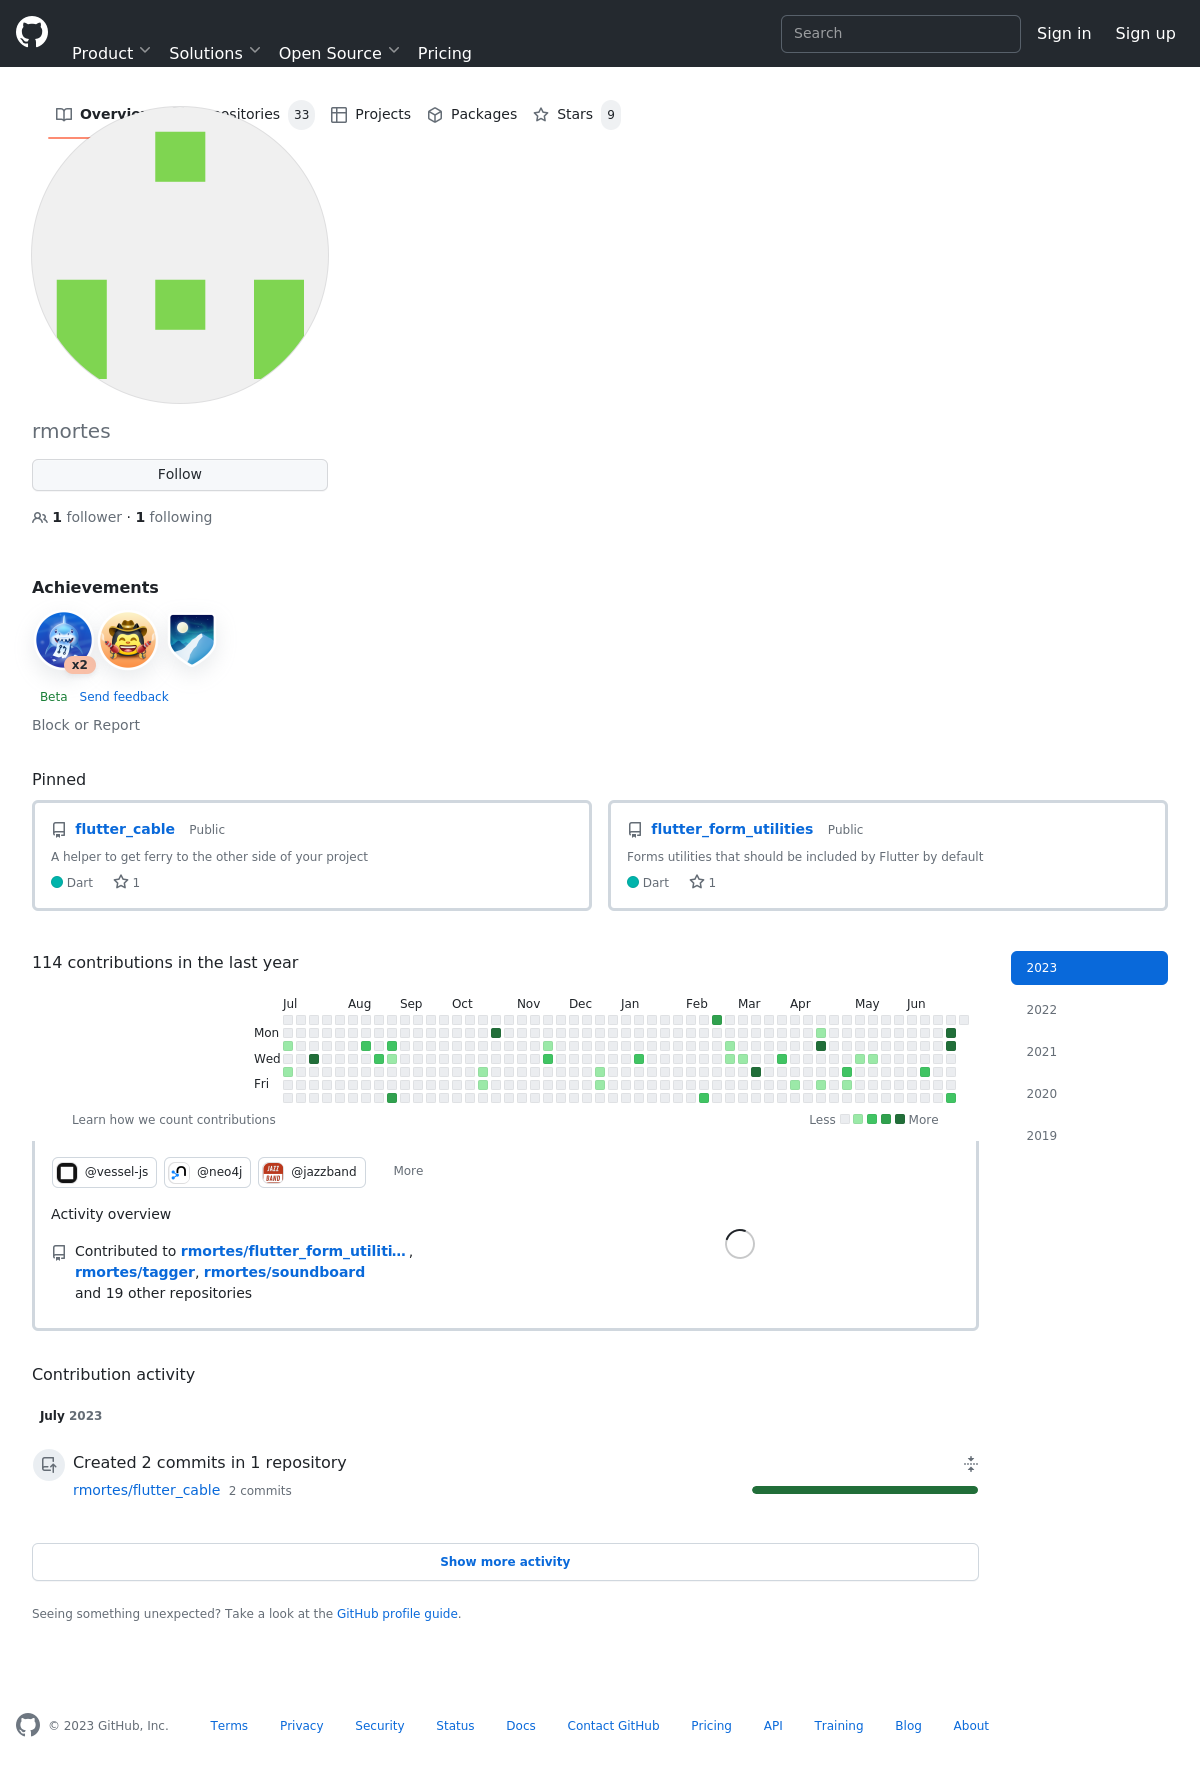 Product Solutions Open Source Pricing
Search
Sign in Sign up
33 Projects Packages Stars 9
rmortes
Follow
1 follower · 1 following
Achievements
x2
Beta Send feedback
Block or Report
Pinned
flutter_cable Public
A helper to get ferry to the other side of your project
Dart 1
flutter_form_utilities Public
Forms utilities that should be included by Flutter by default
Dart 1
114 contributions in the last year
2023
2022
2021
2020
2019
Jul Aug Sep Oct Nov Dec Jan Feb Mar Apr May Jun
Mon
Wed
Fri
Learn how we count contributions
Less More
@vessel-js @neo4j JAZZ BAND @jazzband More
Activity overview
Contributed to rmortes/flutter_form_utiliti… ,
rmortes/tagger, rmortes/soundboard
and 19 other repositories
Contribution activity
July 2023
Created 2 commits in 1 repository
rmortes/flutter_cable 2 commits
Show more activity
Seeing something unexpected? Take a look at the GitHub profile guide.
© 2023 GitHub, Inc. Terms Privacy Security Status Docs Contact GitHub Pricing API Training Blog About